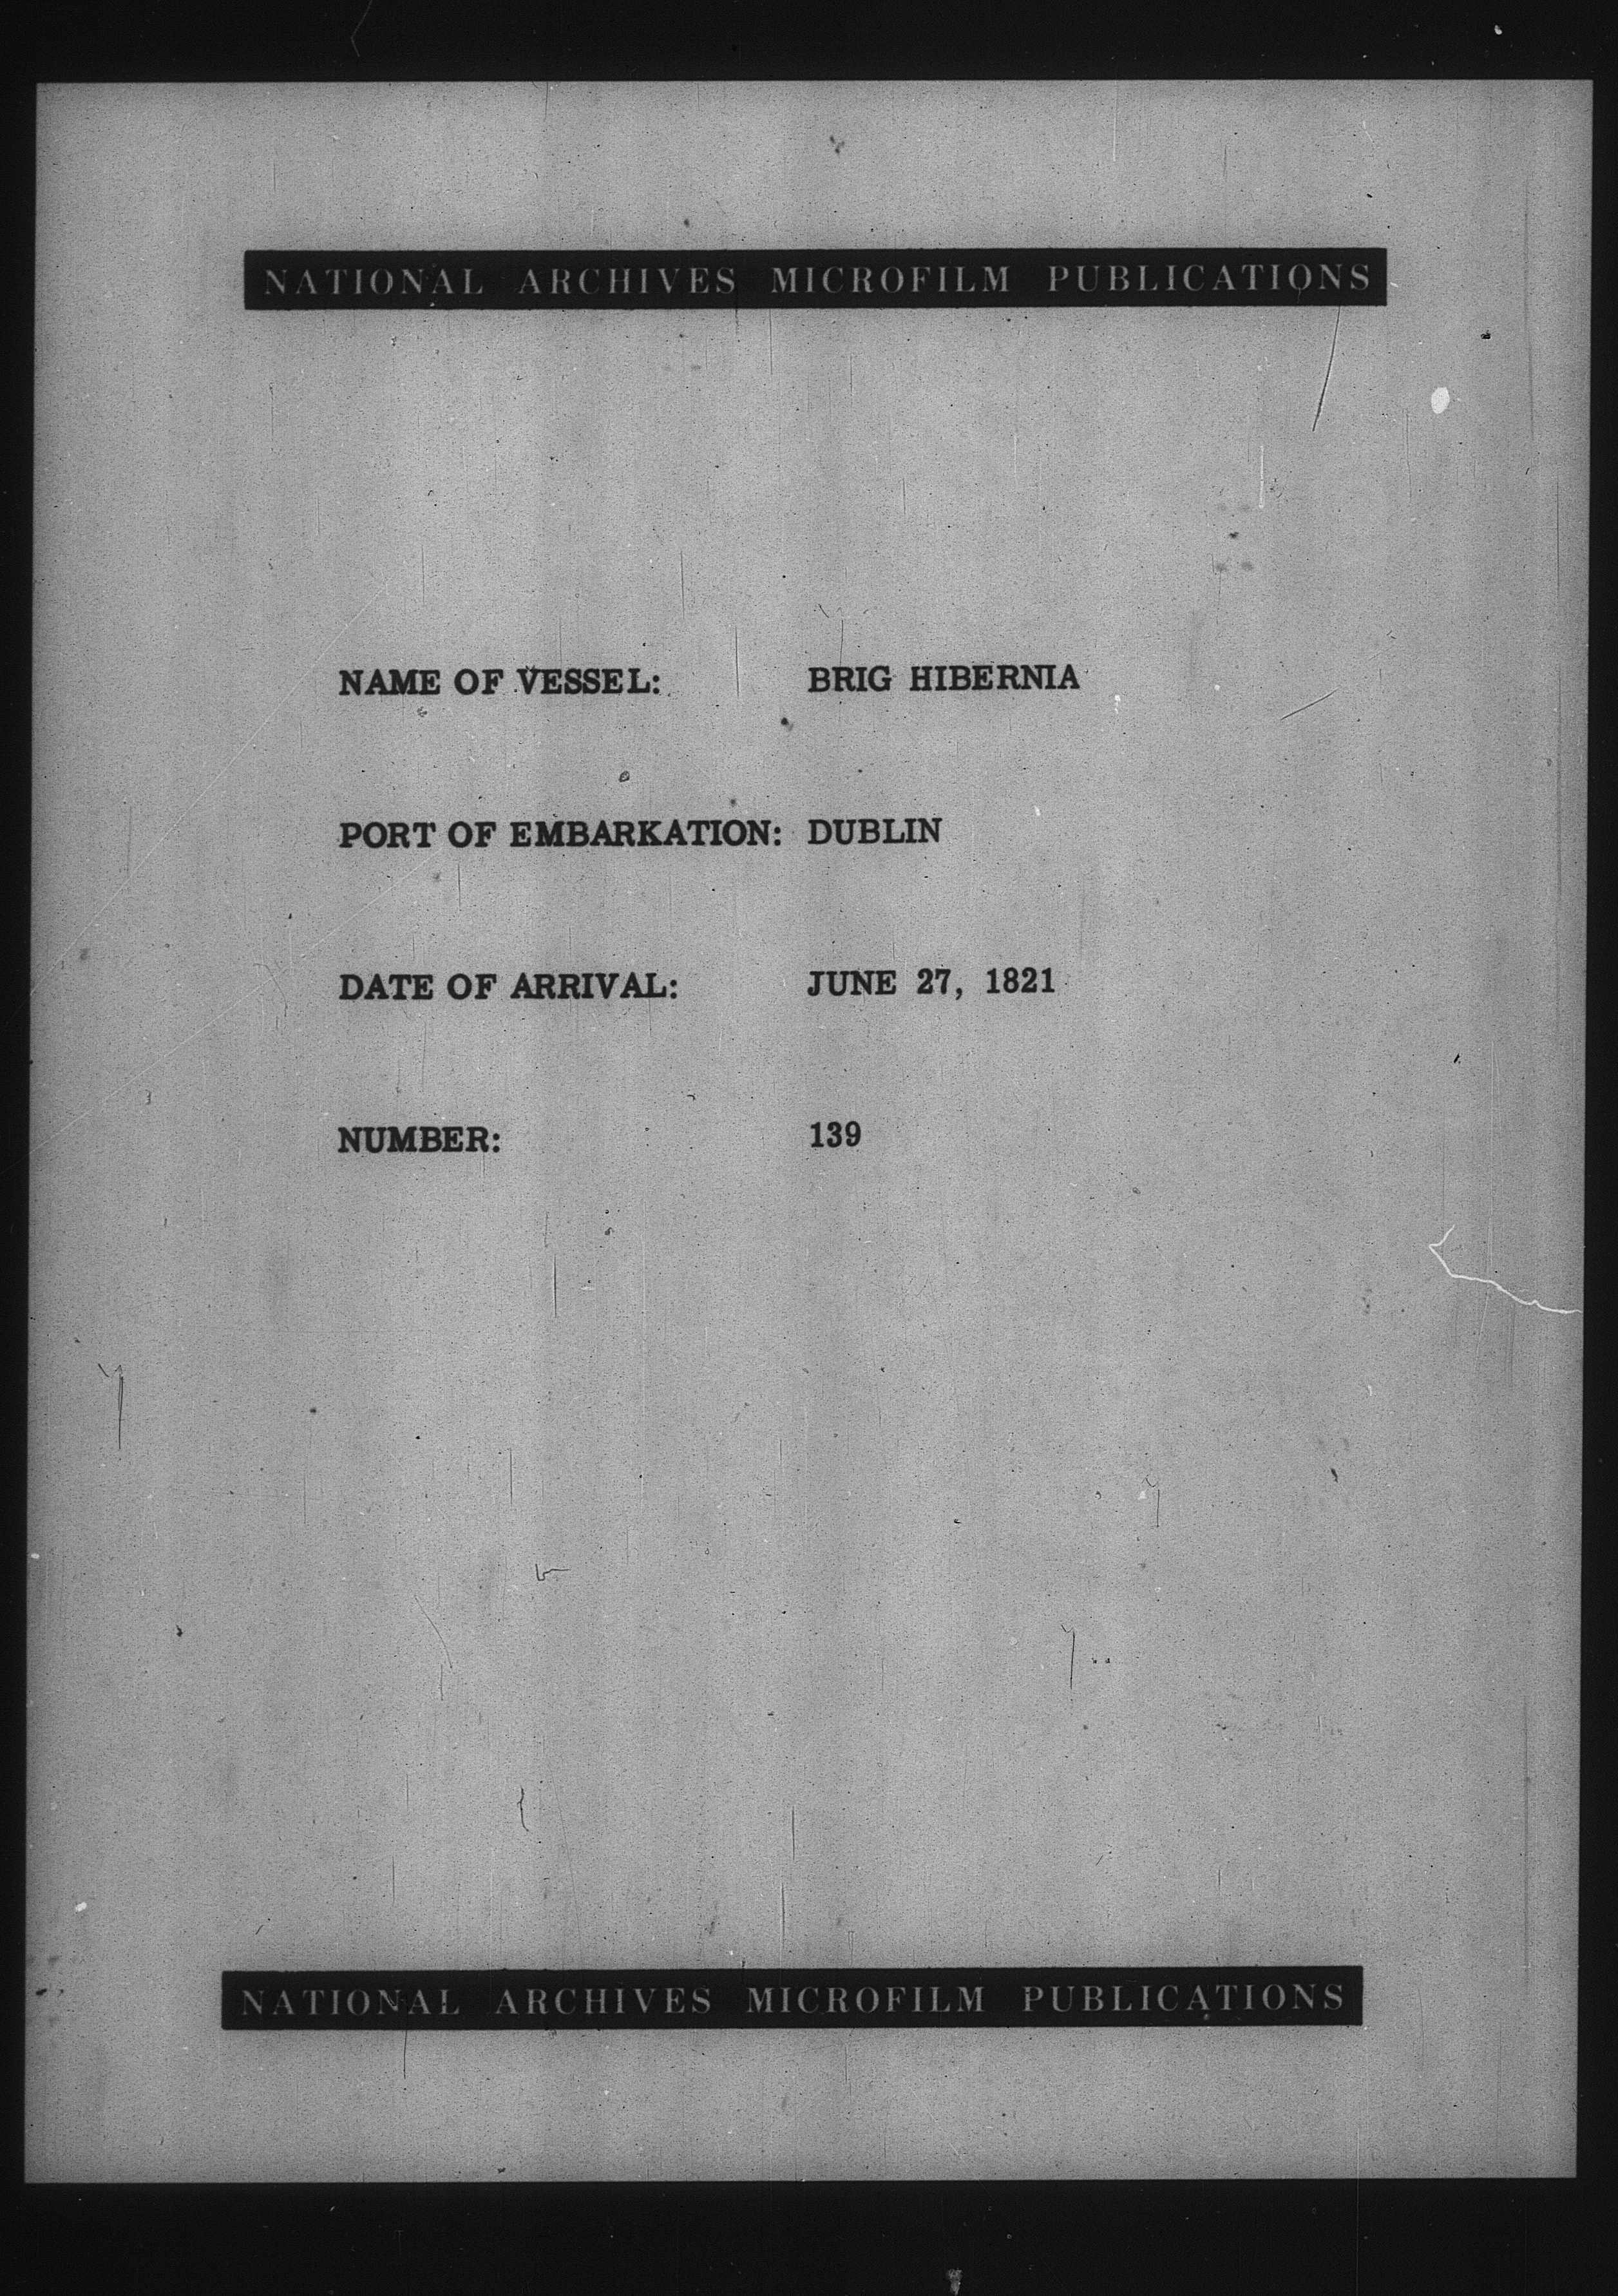 NATIONAL ARCHIVES MICROFILM PUBLICATIONS
NAME OF VESSEL: BRIG HIBERNIA
PORT OF EMBARKATION: DUBLIN
DATE OF ARRIVAL: JUNE 27, 1821
NUMBER: 139
NATIONAL ARCHIVES MICROFILM PUBLICATIONS